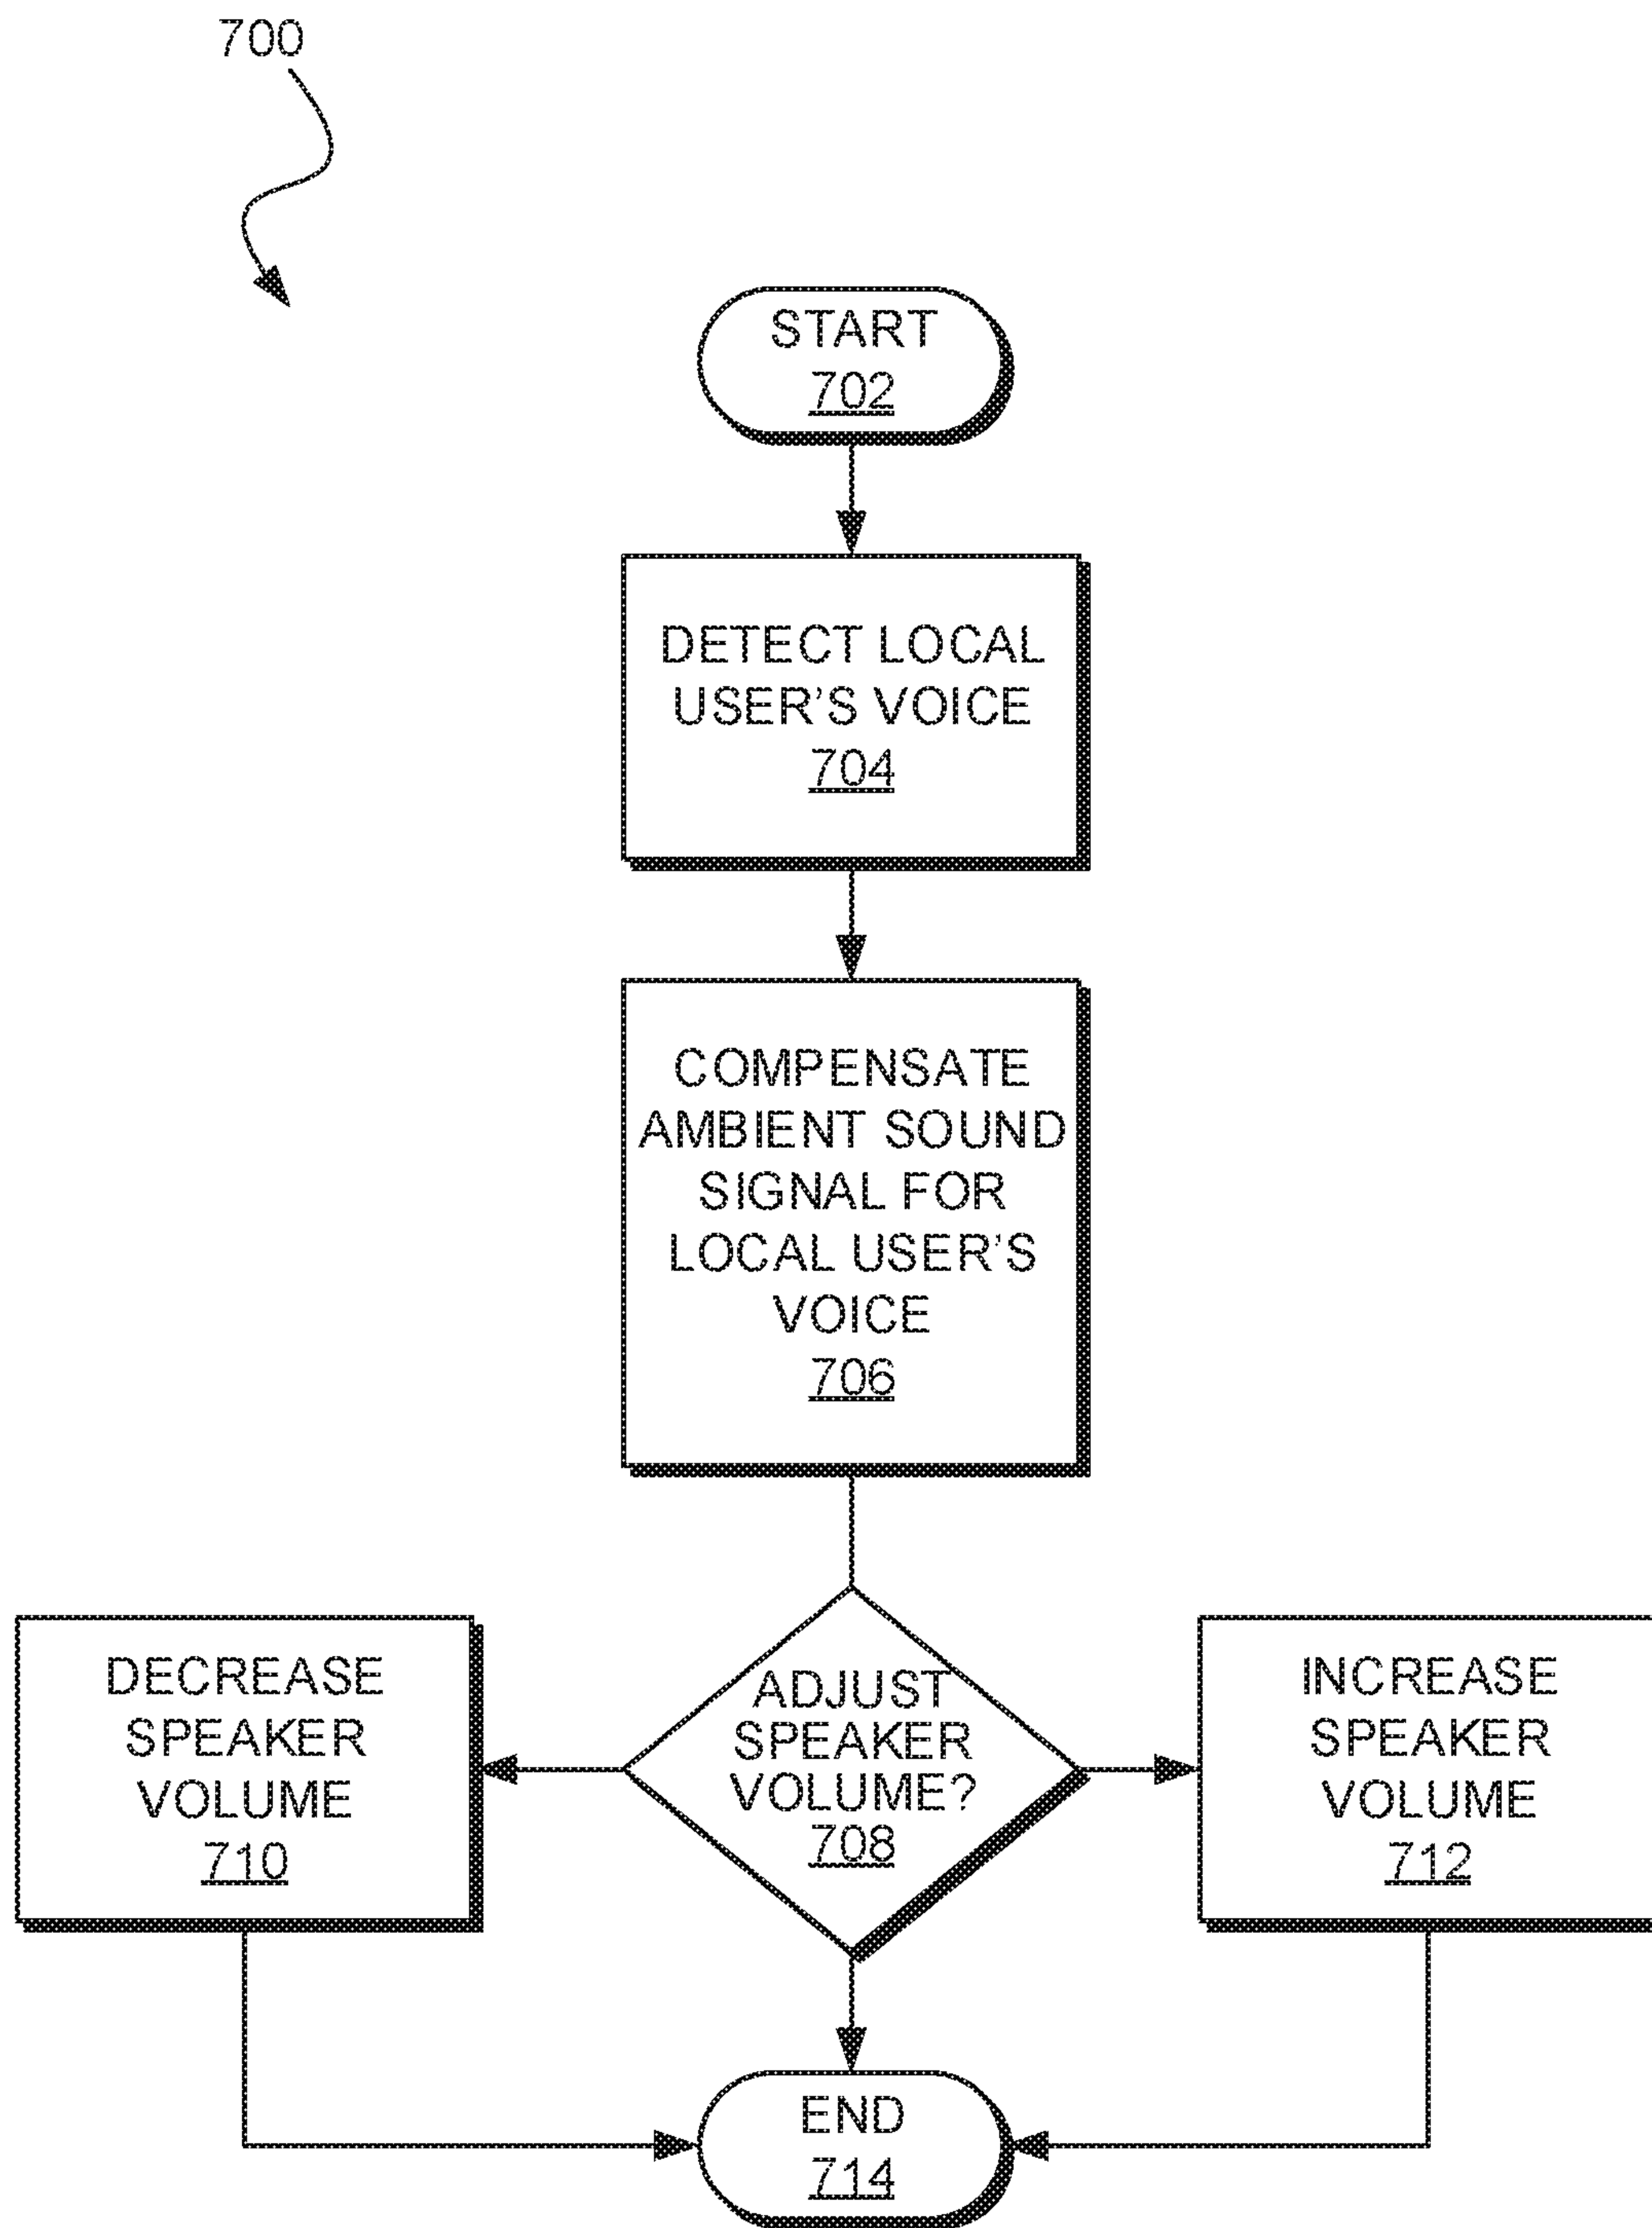 700
START
702
DETECT LOCAL
USER'S VOICE
704
COMPENSATE
AMBIENT SOUND
SIGNAL FOR
LOCAL USER'S
VOICE
706
DECREASE
SPEAKER
VOLUME
710
ADJUST
SPEAKER
VOLUME?
708
INCREASE
SPEAKER
VOLUME
712
END
714